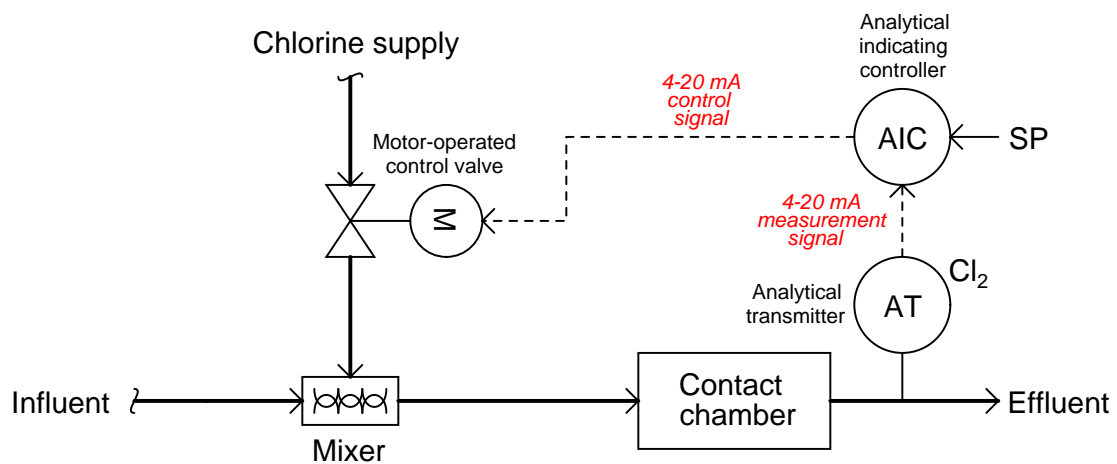 Chlorine supply
Analytical
indicating
controller
4-20 mA
control
signal
AIC
SP
Motor-operated
control valve
M
4-20 mA
measurement
signal
Cl₂
Analytical
transmitter
AT
Influent
Contact
chamber
Effluent
Mixer